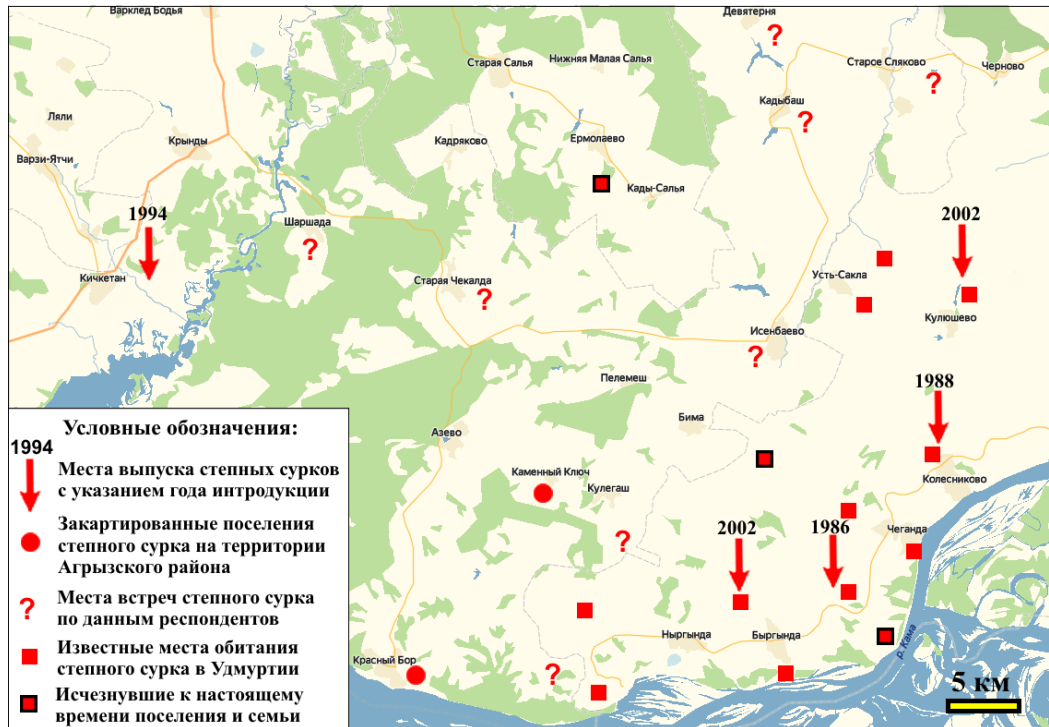 Варклед Бодья
Девятерня
Старая Салья
Нижняя Малая Салья
Старое Сляково
Черново
Кадыбаш
Ляли
Крынды
Кадряково
Ермолаево
Варзи-Ятчи
Кады-Салья
1994
Шаршада
2002
Кичкетан
Старая Чекалда
Усть-Сакла
Кулюшево
Исенбаево
Пелемеш
1988
Бима
Азево
Каменный Ключ
Кулегаш
Колесниково
2002
1986
Чеганда
Ныргында
Быргында
р. Кама
Красный Бор
5 км
Условные обозначения:
1994
Места выпуска степных сурков
с указанием года интродукции
Закартированные поселения
степного сурка на территории
Агрызского района
Места встреч степного сурка
по данным респондентов
Известные места обитания
степного сурка в Удмуртии
Исчезнувшие к настоящему
времени поселения и семьи